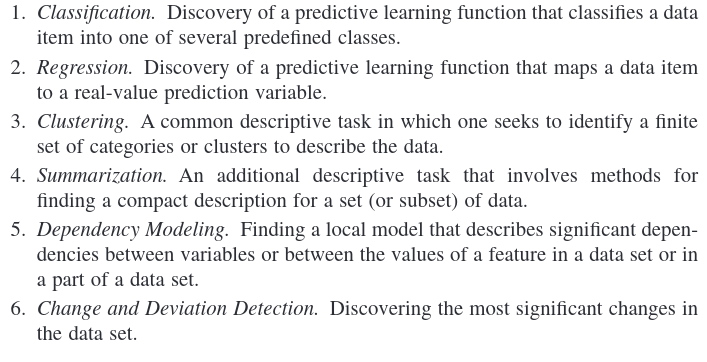 1. Classification. Discovery of a predictive learning function that classifies a data
item into one of several predefined classes.
2. Regression. Discovery of a predictive learning function that maps a data item
to a real-value prediction variable.
3. Clustering. A common descriptive task in which one seeks to identify a finite
set of categories or clusters to describe the data.
4. Summarization. An additional descriptive task that involves methods for
finding a compact description for a set (or subset) of data.
5. Dependency Modeling. Finding a local model that describes significant depen-
dencies between variables or between the values of a feature in a data set or in
a part of a data set.
6. Change and Deviation Detection. Discovering the most significant changes in
the data set.